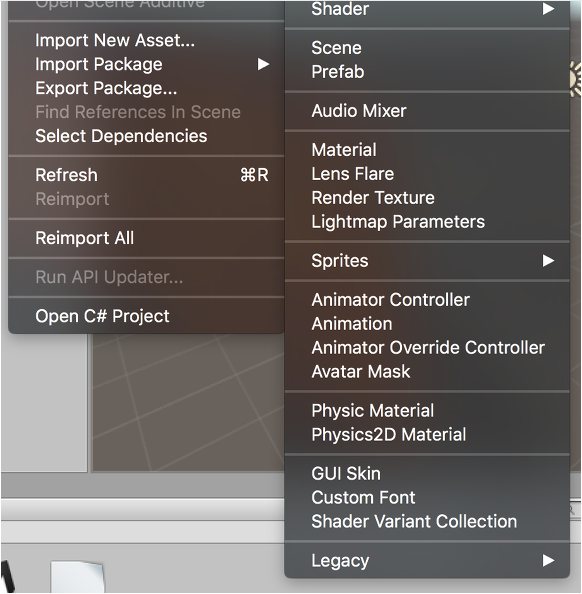 Open Scene Additive
Import New Asset...
Import Package
Export Package...
Find References In Scene
Select Dependencies
Refresh ⌘R
Reimport
Reimport All
Run API Updater...
Open C# Project
Shader
Scene
Prefab
Audio Mixer
Material
Lens Flare
Render Texture
Lightmap Parameters
Sprites
Animator Controller
Animation
Animator Override Controller
Avatar Mask
Physic Material
Physics2D Material
GUI Skin
Custom Font
Shader Variant Collection
Legacy